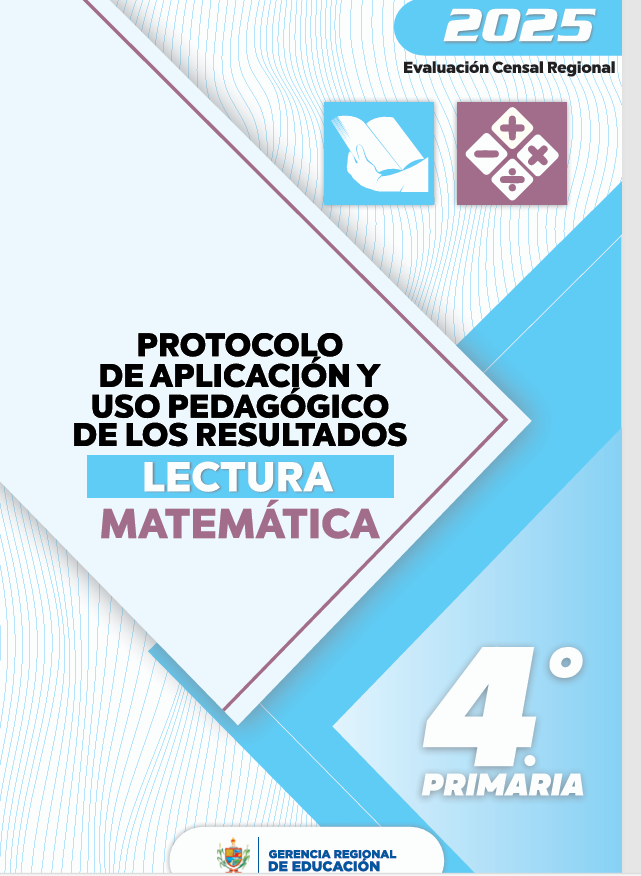 2025
Evaluación Censal Regional
PROTOCOLO
DE APLICACIÓN Y
USO PEDAGÓGICO
DE LOS RESULTADOS
LECTURA
MATEMÁTICA
4.°
PRIMARIA
GERENCIA REGIONAL
DE EDUCACIÓN